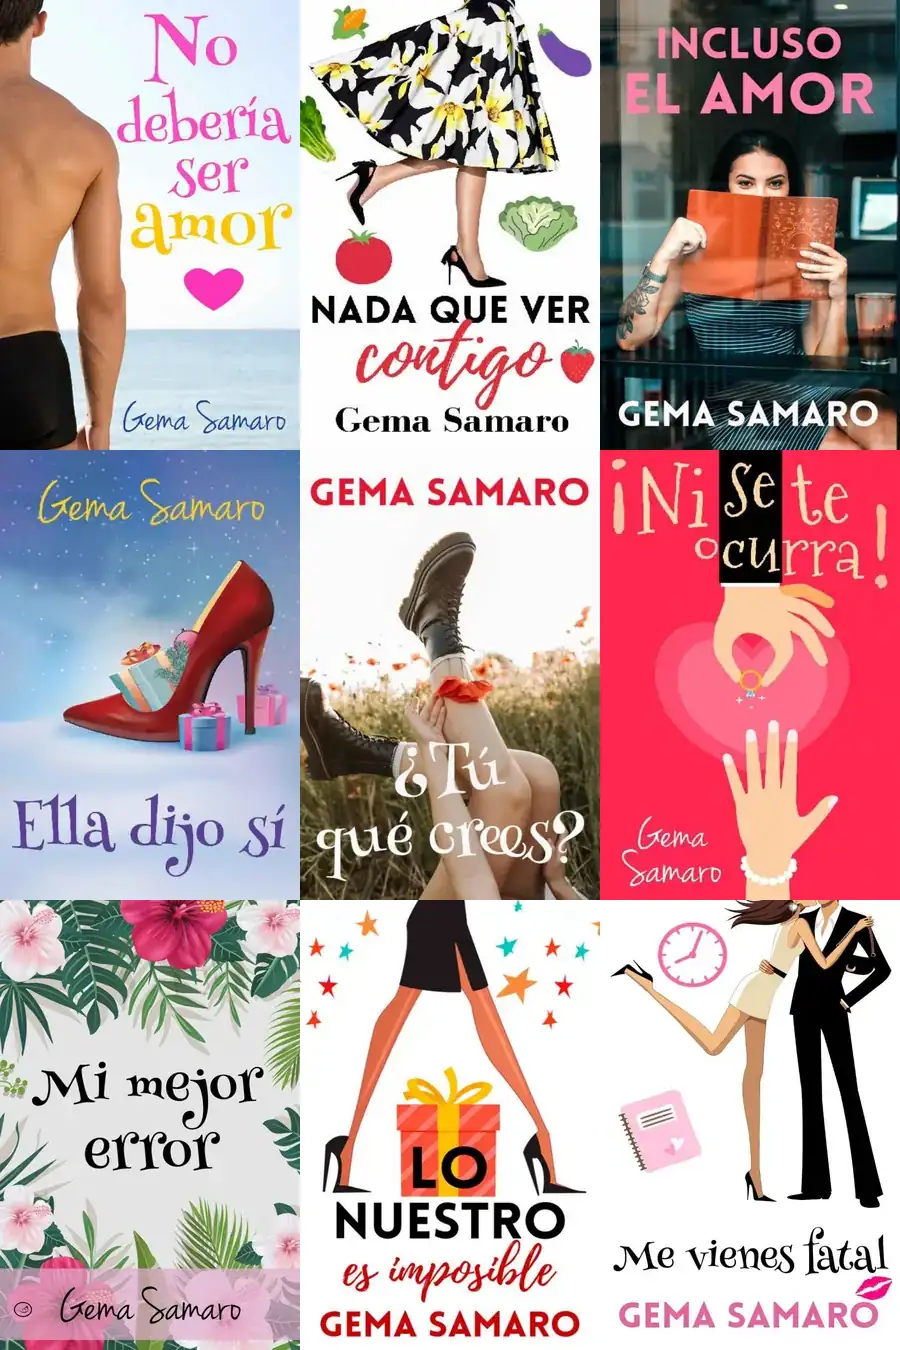 No
debería
ser
amor
Gema Samaro
NADA QUE VER
contigo
Gema Samaro
INCLUSO
EL AMOR
GEMA SAMARO
Gema Samaro
Ella dijo sí
GEMA SAMARO
¿Tú
qué crees?
¡Ni se te
ocurra!
Gema
Samaro
Mi mejor
error
Gema Samaro
LO
NUESTRO
es imposible
GEMA SAMARO
Me vienes fatal
GEMA SAMARO